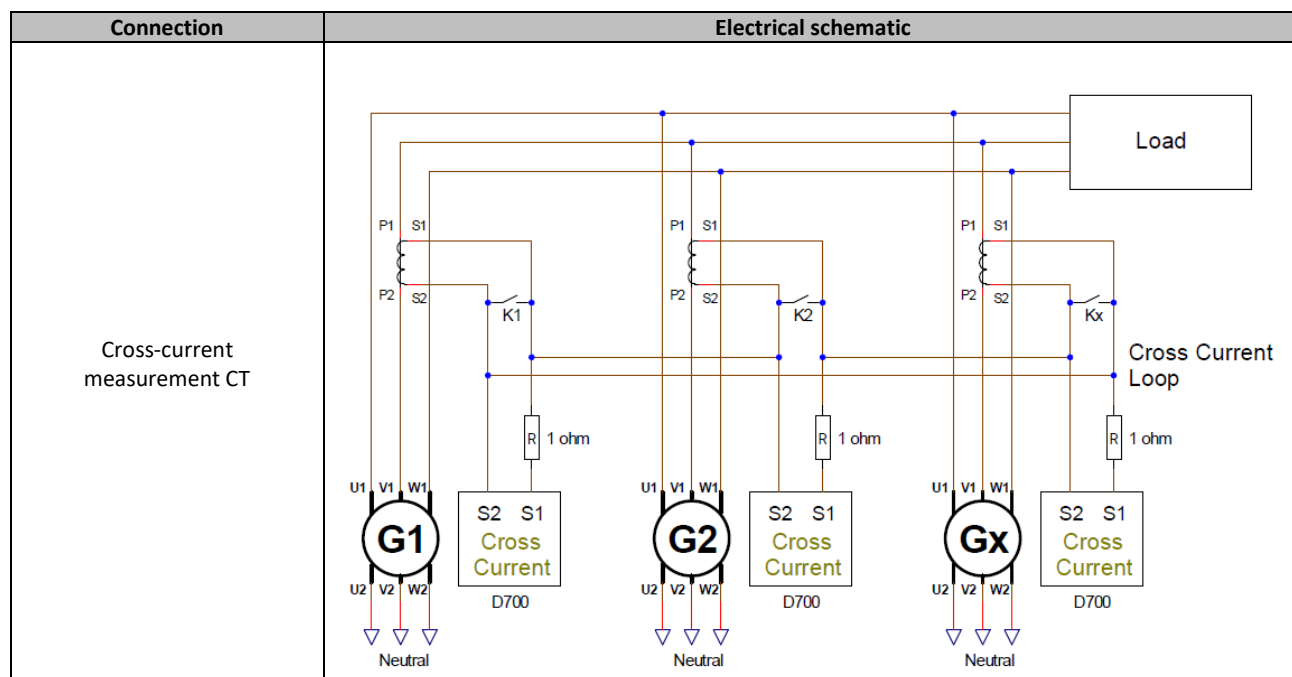 Connection Electrical schematic
Load
P1 S1 P1 S1 P1 S1
P2 S2 P2 S2 P2 S2
K1 K2 Kx
Cross-current
measurement CT
Cross Current
Loop
R 1 ohm R 1 ohm R 1 ohm
U1 V1 W1 U1 V1 W1 U1 V1 W1
S2 S1 S2 S1 S2 S1
G1 Cross G2 Cross Gx Cross
Current Current Current
U2 V2 W2 U2 V2 W2 U2 V2 W2
D700 D700 D700
Neutral Neutral Neutral